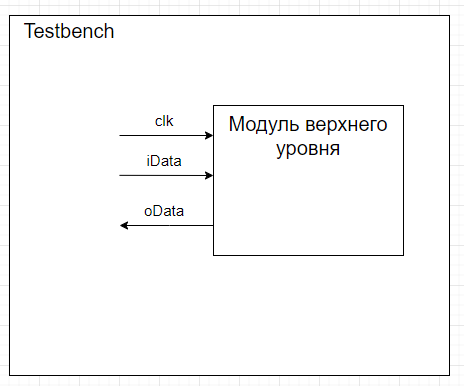 Testbench
clk
Модуль верхнего
уровня
iData
oData